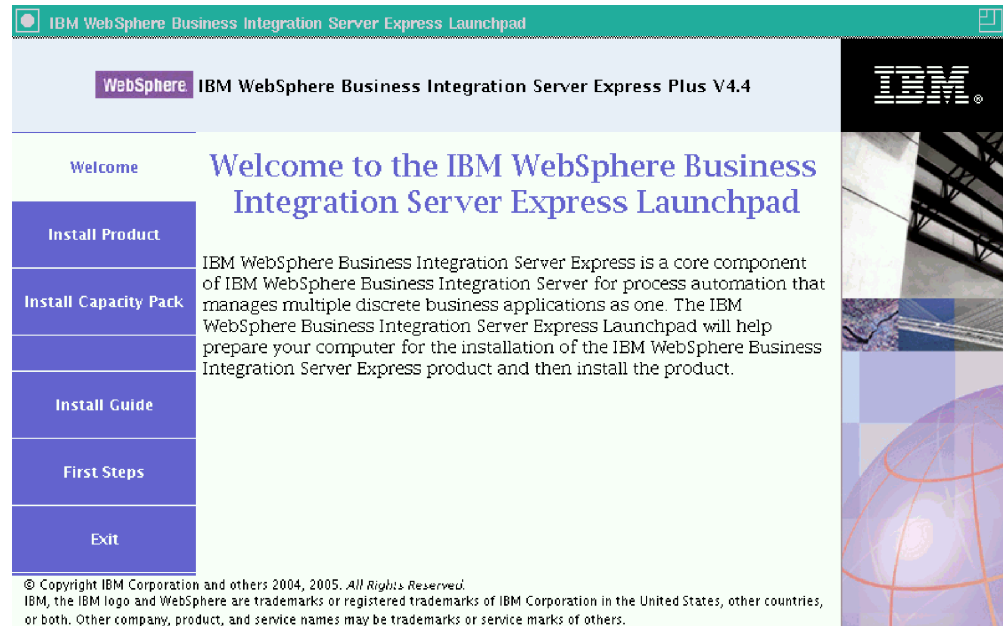 IBM WebSphere Business Integration Server Express Launchpad
WebSphere. IBM WebSphere Business Integration Server Express Plus V4.4
IBM®
Welcome
Install Product
Install Capacity Pack
Install Guide
First Steps
Exit
Welcome to the IBM WebSphere Business
Integration Server Express Launchpad
IBM WebSphere Business Integration Server Express is a core component
of IBM WebSphere Business Integration Server for process automation that
manages multiple discrete business applications as one. The IBM
WebSphere Business Integration Server Express Launchpad will help
prepare your computer for the installation of the IBM WebSphere Business
Integration Server Express product and then install the product.
© Copyright IBM Corporation and others 2004, 2005. All Rights Reserved.
IBM, the IBM logo and WebSphere are trademarks or registered trademarks of IBM Corporation in the United States, other countries,
or both. Other company, product, and service names may be trademarks or service marks of others.